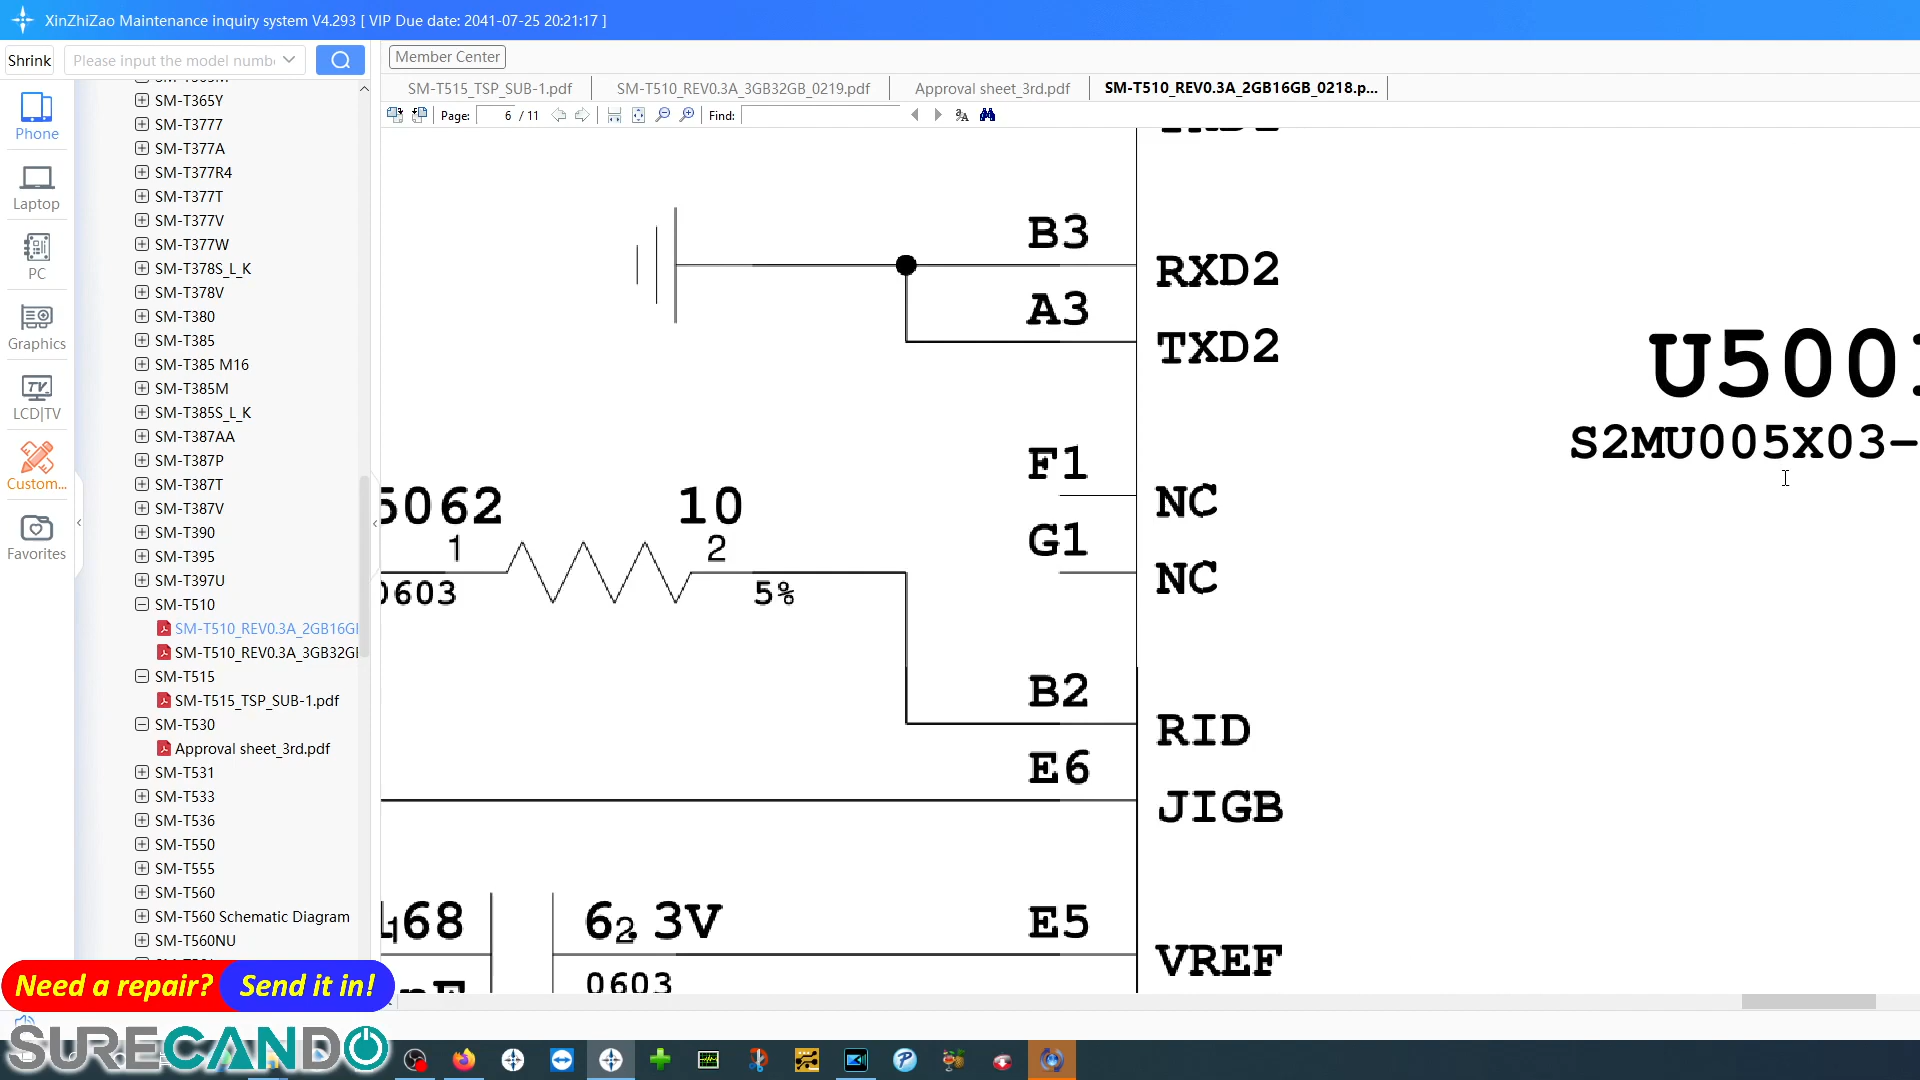 XinZhiZao Maintenance inquiry system V4.293 [ VIP Due date: 2041-07-25 20:21:17 ]
Shrink
Please input the model numb
Member Center
SM-T515_TSP_SUB-1.pdf
SM-T510_REV0.3A_3GB32GB_0219.pdf
Approval sheet_3rd.pdf
SM-T510_REV0.3A_2GB16GB_0218.p...
Page: 6 / 11
Find:
Phone
Laptop
PC
Graphics
LCD|TV
Custom...
Favorites
SM-T365Y
SM-T3777
SM-T377A
SM-T377R4
SM-T377T
SM-T377V
SM-T377W
SM-T378S_L_K
SM-T378V
SM-T380
SM-T385
SM-T385 M16
SM-T385M
SM-T385S_L_K
SM-T387AA
SM-T387P
SM-T387T
SM-T387V
SM-T390
SM-T395
SM-T397U
SM-T510
SM-T510_REV0.3A_2GB16G
SM-T510_REV0.3A_3GB32G
SM-T515
SM-T515_TSP_SUB-1.pdf
SM-T530
Approval sheet_3rd.pdf
SM-T531
SM-T533
SM-T536
SM-T550
SM-T555
SM-T560
SM-T560 Schematic Diagram
SM-T560NU
B3
RXD2
A3
TXD2
U500
S2MU005X03-
F1
NC
5062
10
1
2
0603
5%
G1
NC
B2
RID
E6
JIGB
168
6.3V
2
E5
VREF
0603
Need a repair? Send it in!
SURECANDO